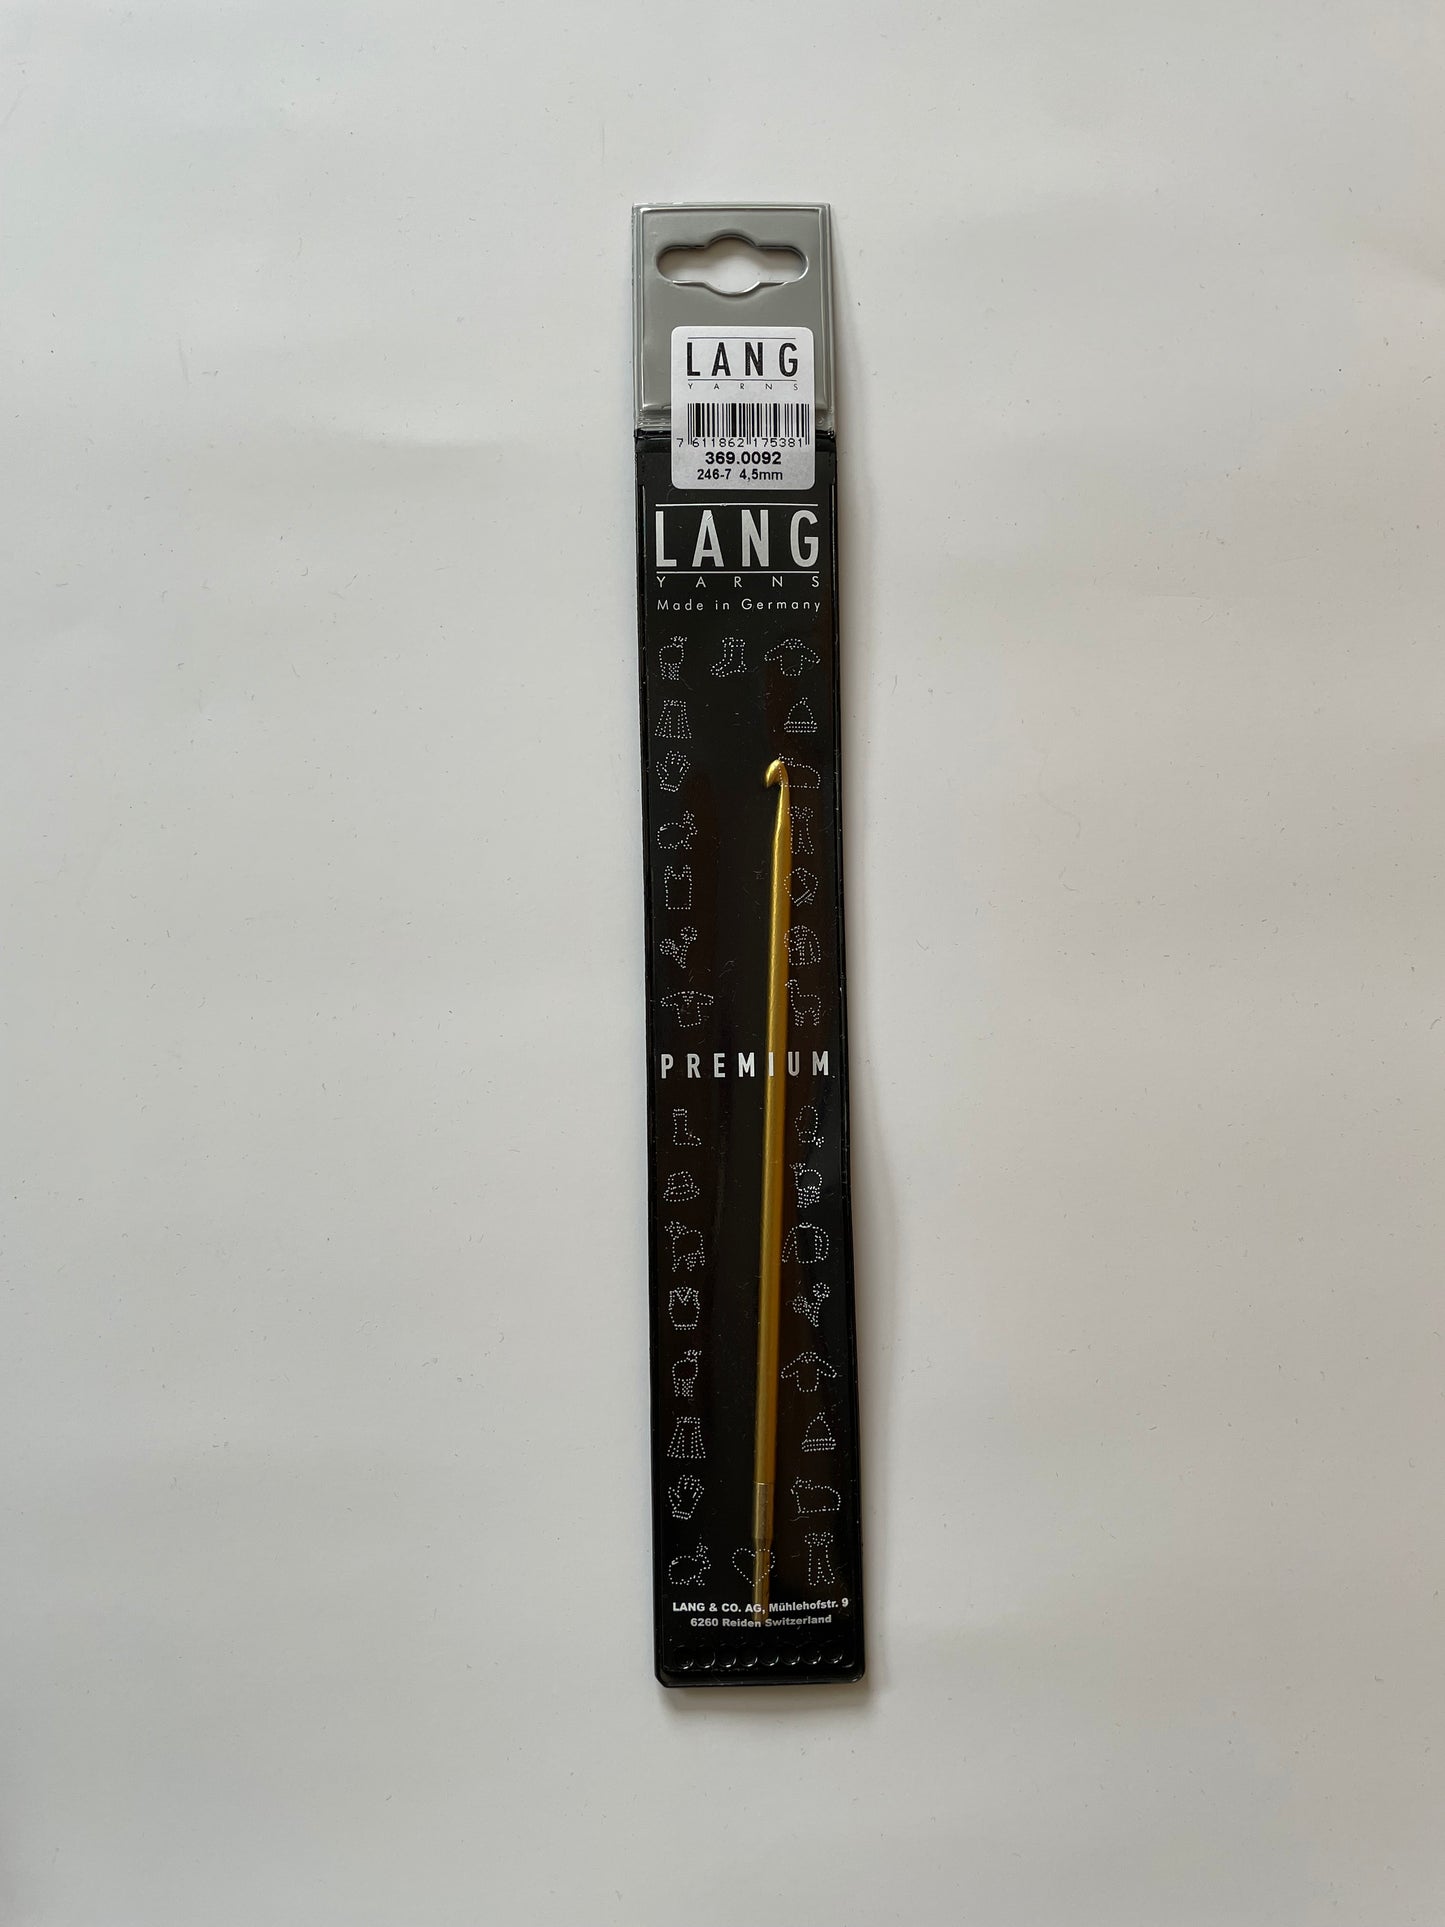 LANG
YARNS
7 611862 175381
369.0092
246-7 4,5mm
LANG
YARNS
Made in Germany
PREMIUM
LANG & CO. AG, Mühlehofstr. 9
6260 Reiden Switzerland